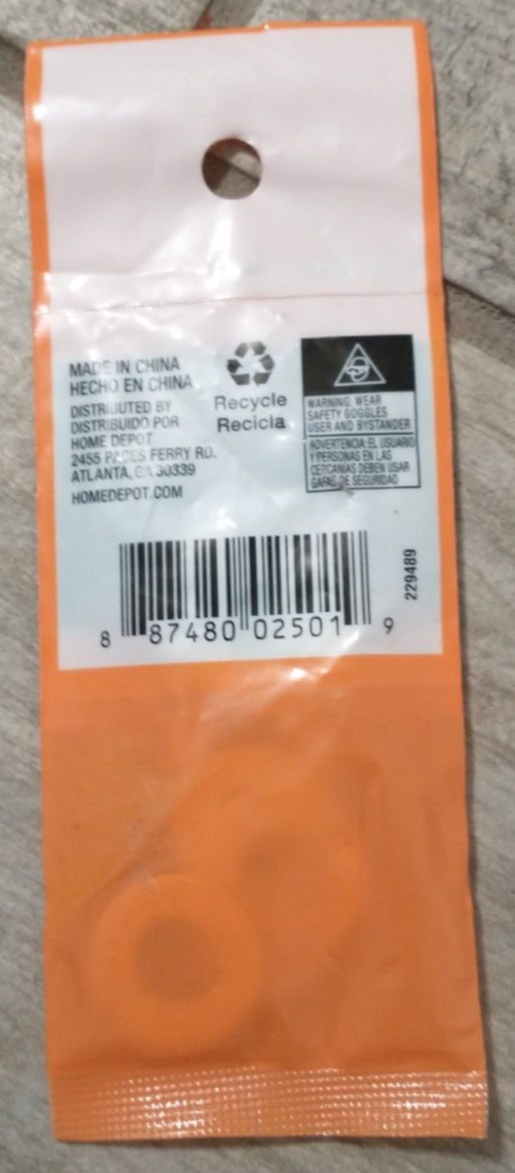 MADE IN CHINA
HECHO EN CHINA
DISTRIBUTED BY
DISTRIBUIDO POR
HOME DEPOT
2455 PACES FERRY RD.
ATLANTA, GA 30339
HOMEDEPOT.COM
Recycle
Recicla
WARNING: WEAR
SAFETY GOGGLES
USER AND BYSTANDER
ADVERTENCIA: EL USUARIO
Y PERSONAS EN LAS
CERCANIAS DEBEN USAR
GAFAS DE SEGURIDAD
229489
8 87480 02501 9